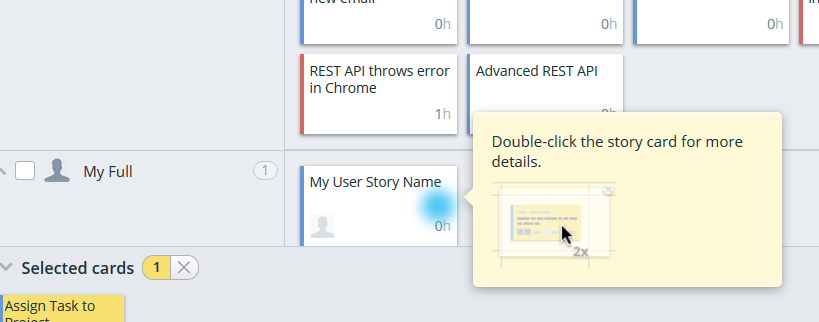 new email
0h
0h
0h
REST API throws error
in Chrome
1h
Advanced REST API
My Full
1
My User Story Name
0h
Double-click the story card for more
details.
2x
Selected cards
1
Assign Task to
Project